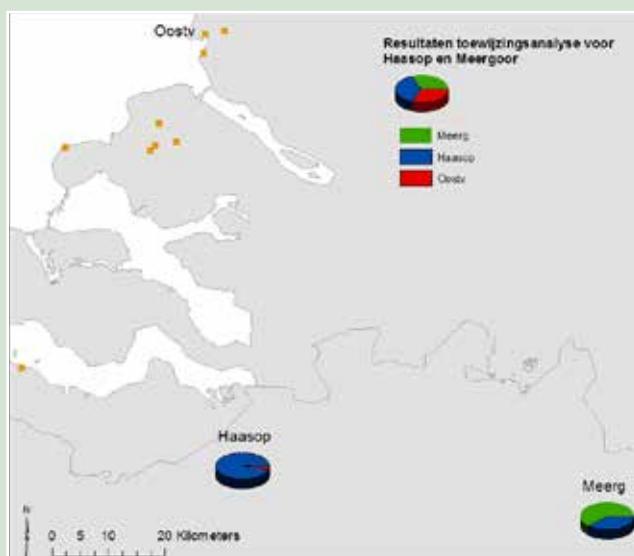 Oostv
Resultaten toewijzingsanalyse voor
Haasop en Meergoor
Meerg
Haasop
Oostv
Haasop
Meerg
N
0 5 10 20 Kilometers